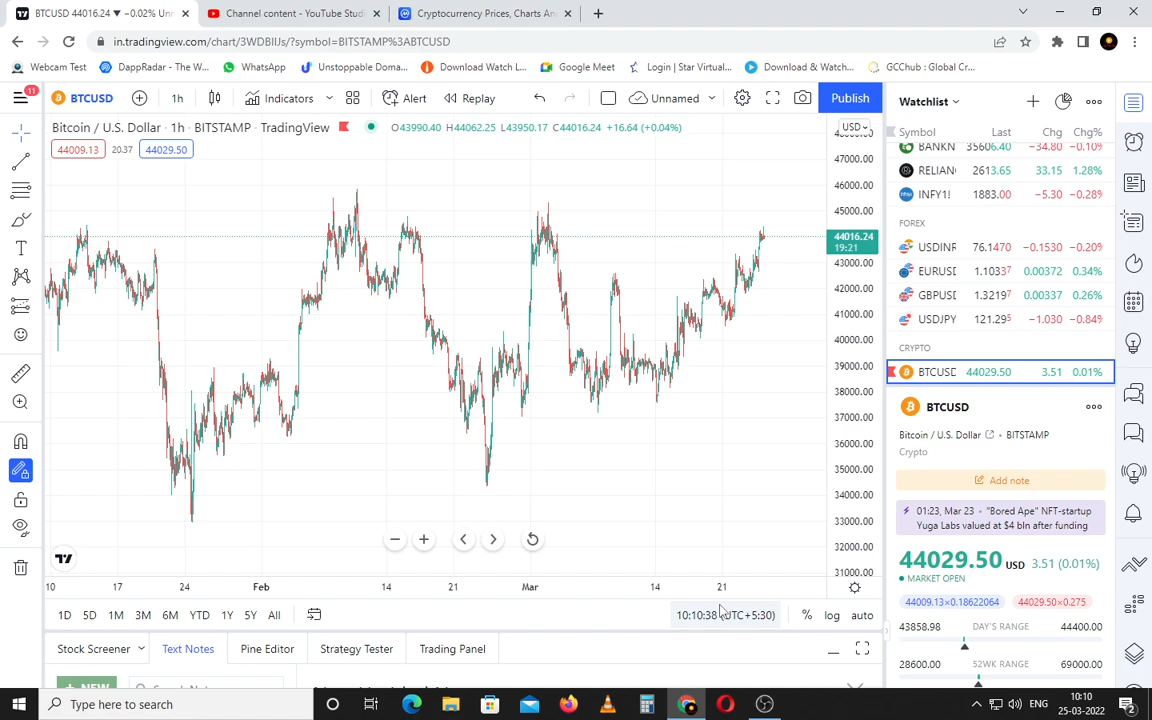 BTCUSD 44016.24 ▼ −0.02% Unn
Channel content - YouTube Studi
Cryptocurrency Prices, Charts An
in.tradingview.com/chart/3WDBIIJs/?symbol=BITSTAMP%3ABTCUSD
Webcam Test
DappRadar - The W...
WhatsApp
Unstoppable Doma...
Download Watch L...
Google Meet
Login | Star Virtual...
Download & Watch...
GCChub : Global Cr...
11
BTCUSD
1h
Indicators
Alert
Replay
Unnamed
Publish
Bitcoin / U.S. Dollar · 1h · BITSTAMP · TradingView
O43990.40 H44062.25 L43950.17 C44016.24 +16.64 (+0.04%)
44009.13
20.37
44029.50
USD
48000.00
47000.00
46000.00
45000.00
44016.24
19:21
43000.00
42000.00
41000.00
40000.00
39000.00
38000.00
37000.00
36000.00
35000.00
34000.00
33000.00
32000.00
31000.00
10 17 24 Feb 14 21 Mar 14 21
1D 5D 1M 3M 6M YTD 1Y 5Y All
10:10:38 (UTC+5:30)
% log auto
Stock Screener
Text Notes
Pine Editor
Strategy Tester
Trading Panel
NEW
Watchlist
Symbol Last Chg Chg%
BANKN 35606.40 −34.80 −0.10%
RELIAN 2613.65 33.15 1.28%
INFY1! 1883.00 −5.30 −0.28%
FOREX
USDINR 76.1470 −0.1530 −0.20%
EURUSD 1.10337 0.00372 0.34%
GBPUSD 1.32197 0.00337 0.26%
USDJPY 121.295 −1.030 −0.84%
CRYPTO
BTCUSD 44029.50 3.51 0.01%
BTCUSD
Bitcoin / U.S. Dollar • BITSTAMP
Crypto
Add note
01:23, Mar 23 • "Bored Ape" NFT-startup
Yuga Labs valued at $4 bln after funding
44029.50 USD 3.51 (0.01%)
MARKET OPEN
44009.13×0.18622064
44029.50×0.275
43858.98 DAY'S RANGE 44400.00
28600.00 52WK RANGE 69000.00
Type here to search
ENG
10:10
25-03-2022
2